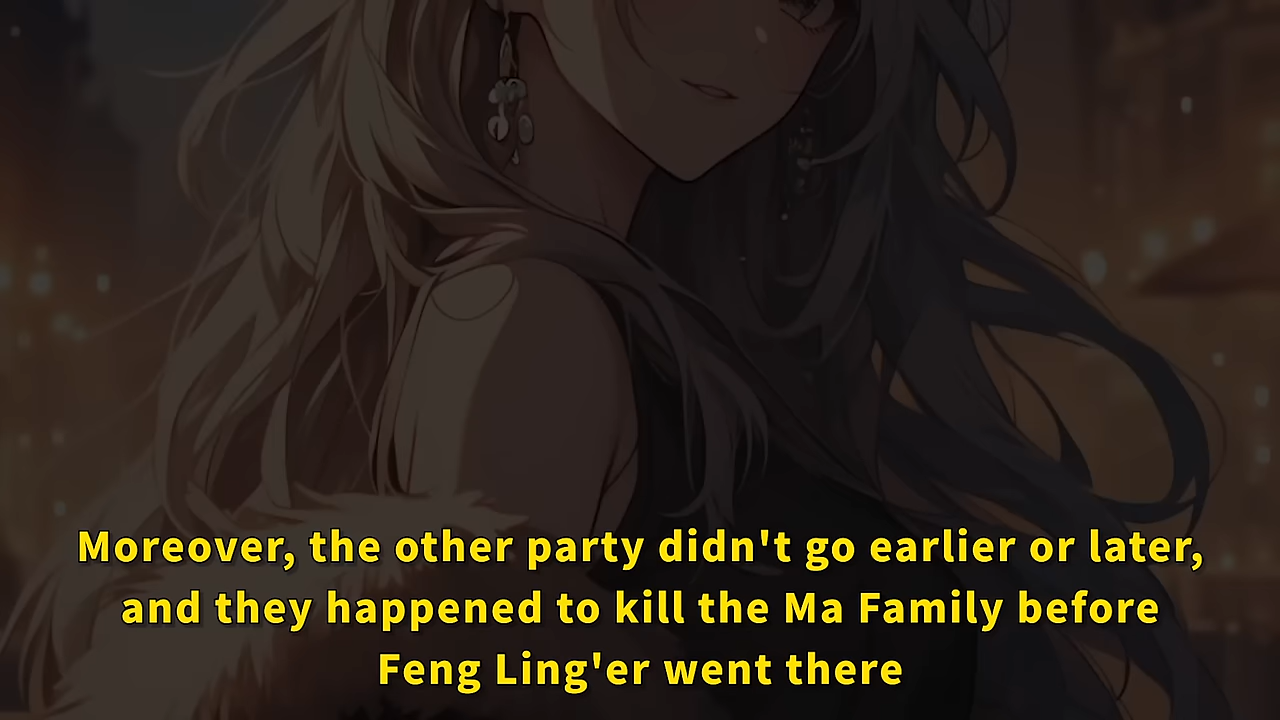 Moreover, the other party didn't go earlier or later,
and they happened to kill the Ma Family before
Feng Ling'er went there